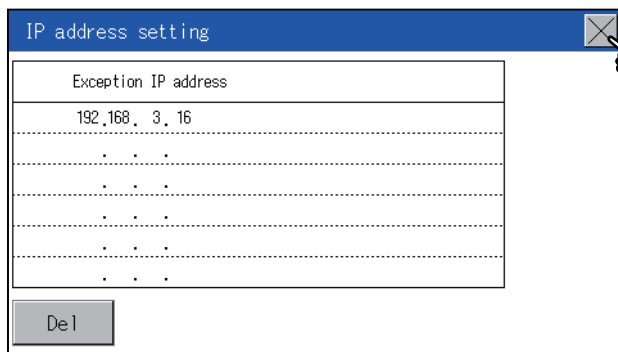 IP address setting
Exception IP address
192.168. 3. 16
. . .
. . .
. . .
. . .
. . .
Del